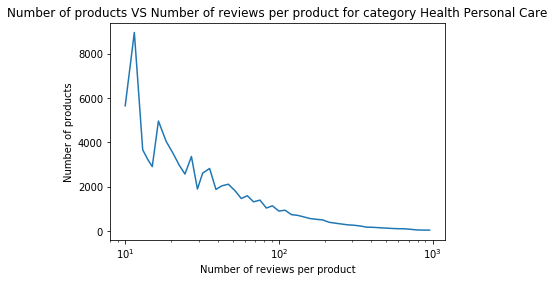 Number of products VS Number of reviews per product for category Health Personal Care
8000
6000
4000
2000
0
Number of products
10¹
10²
10³
Number of reviews per product